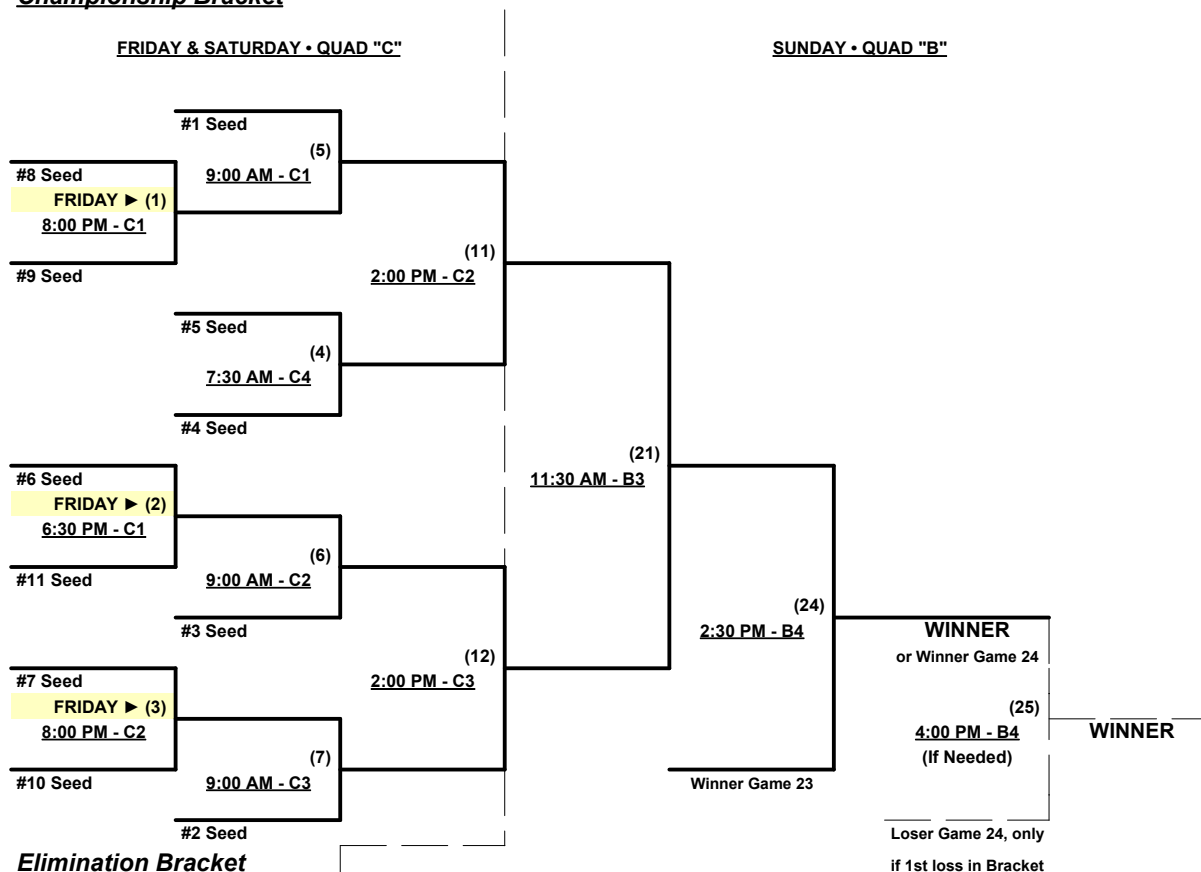 Championship Bracket
FRIDAY & SATURDAY • QUAD "C"
SUNDAY • QUAD "B"
#1 Seed
(5)
#8 Seed
9:00 AM - C1
FRIDAY ► (1)
8:00 PM - C1
(11)
#9 Seed
2:00 PM - C2
#5 Seed
(4)
7:30 AM - C4
#4 Seed
(21)
#6 Seed
11:30 AM - B3
FRIDAY ► (2)
6:30 PM - C1
(6)
#11 Seed
9:00 AM - C2
(24)
#3 Seed
2:30 PM - B4
WINNER
(12)
or Winner Game 24
#7 Seed
2:00 PM - C3
FRIDAY ► (3)
(25)
8:00 PM - C2
4:00 PM - B4
WINNER
(7)
(If Needed)
#10 Seed
9:00 AM - C3
Winner Game 23
#2 Seed
Loser Game 24, only
Elimination Bracket
if 1st loss in Bracket